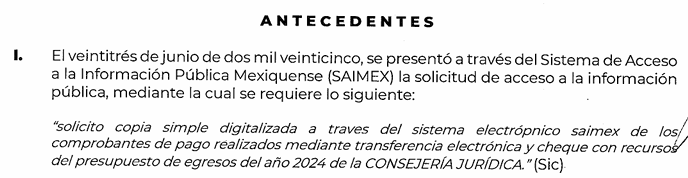 ANTECEDENTES
I. El veintitrés de junio de dos mil veinticinco, se presentó a través del Sistema de Acceso
a la Información Pública Mexiquense (SAIMEX) la solicitud de acceso a la información
pública, mediante la cual se requiere lo siguiente:
"solicito copia simple digitalizada a traves del sistema electrópnico saimex de los
comprobantes de pago realizados mediante transferencia electrónica y cheque con recursos
del presupuesto de egresos del año 2024 de la CONSEJERÍA JURÍDICA." (Sic)